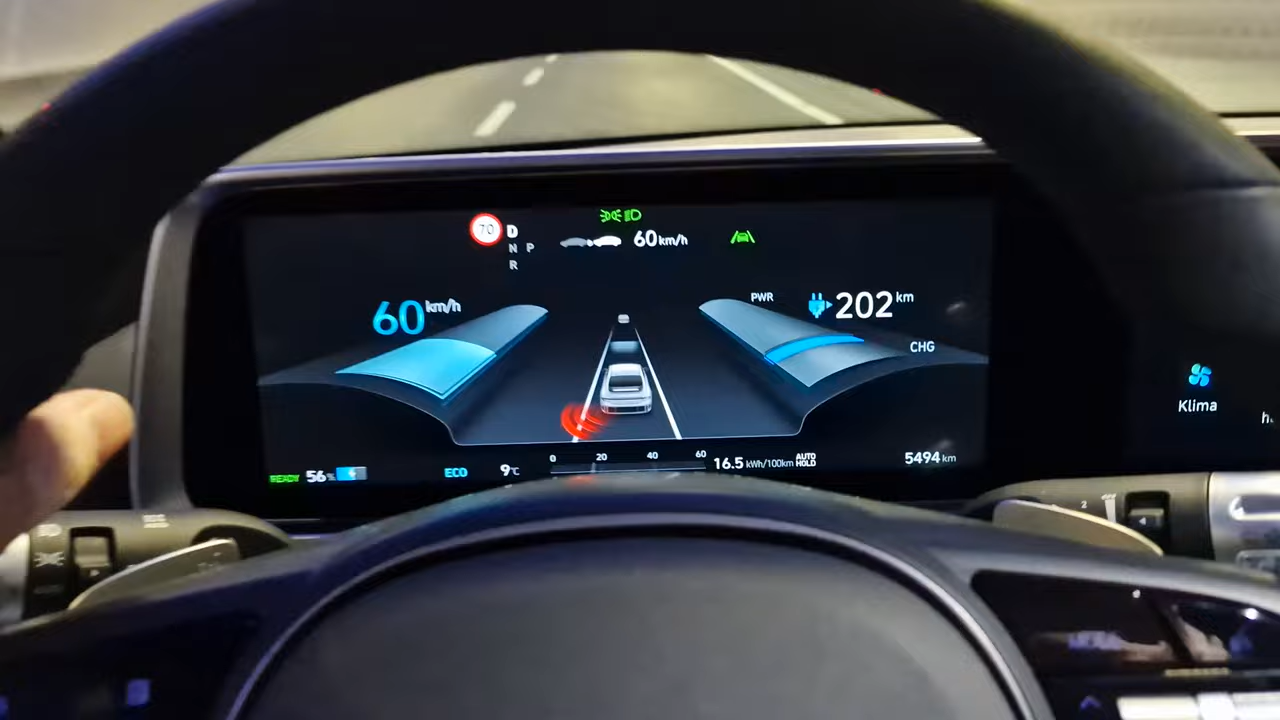 70
D
N P
R
60 km/h
60 km/h
PWR
202 km
CHG
Klima
READY 56%
ECO
9°C
0 20 40 60
16.5 kWh/100km
AUTO HOLD
5494 km
2